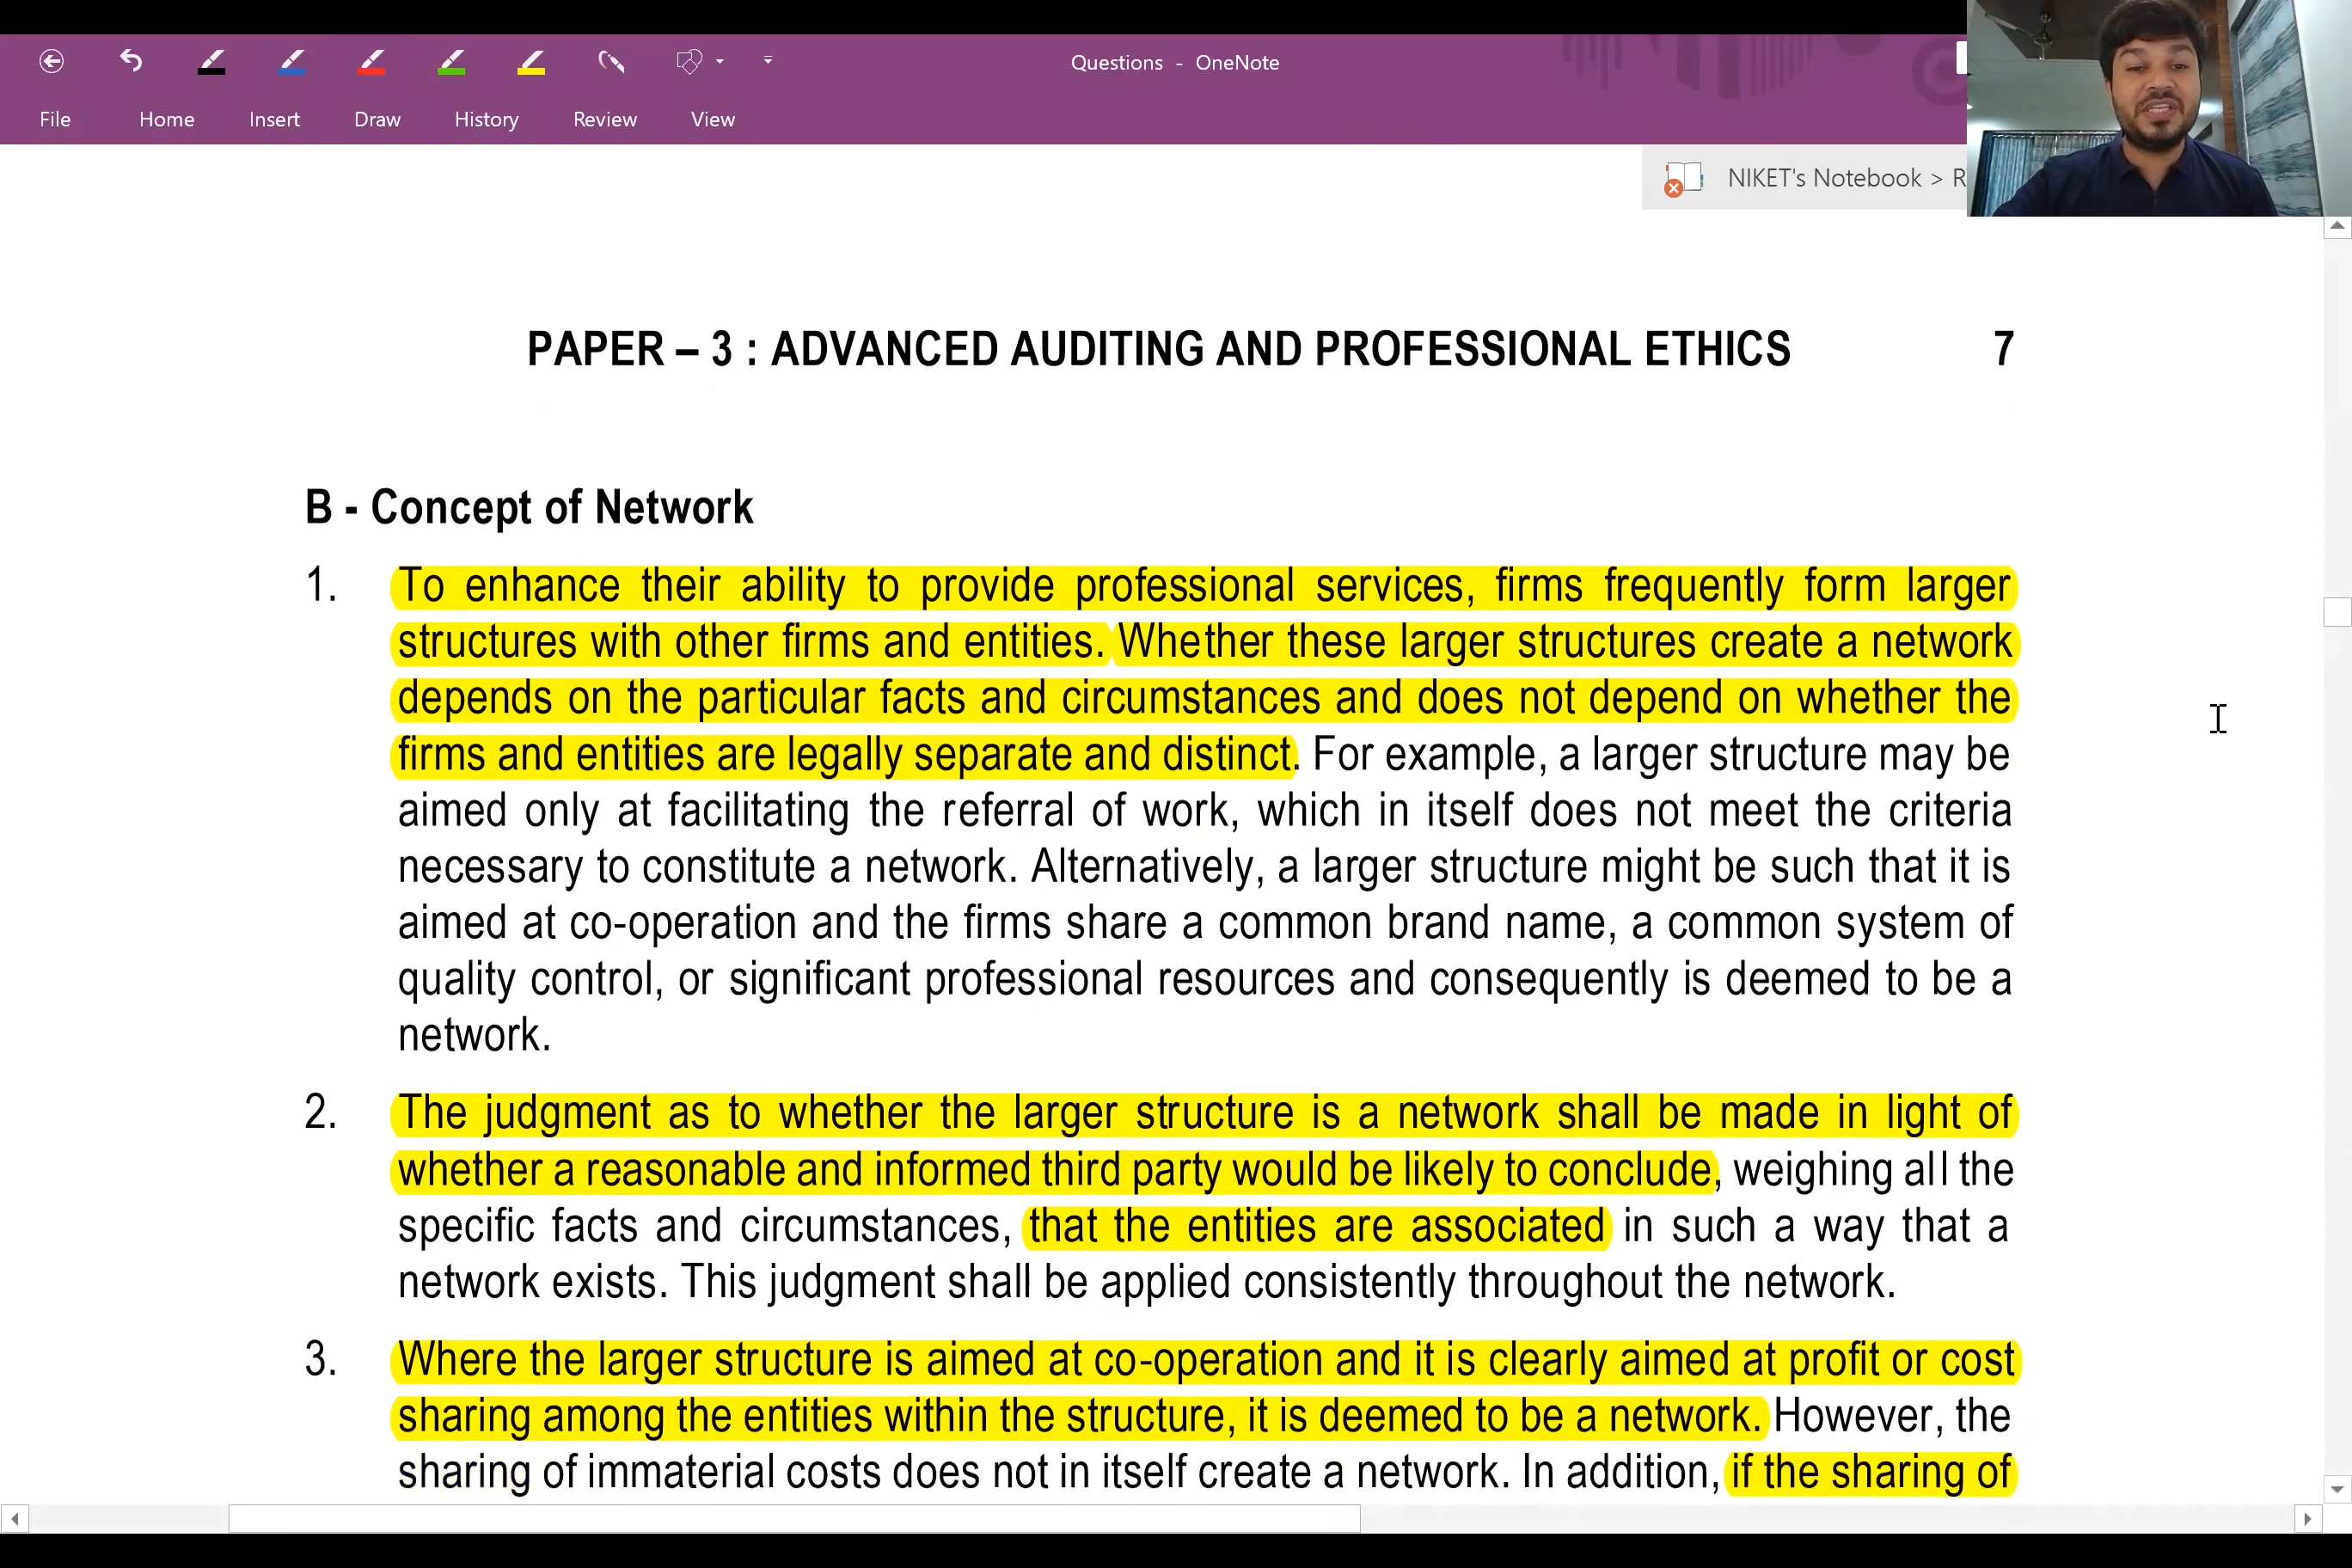 Questions - OneNote
File Home Insert Draw History Review View
NIKET's Notebook > R
PAPER – 3 : ADVANCED AUDITING AND PROFESSIONAL ETHICS 7
B - Concept of Network
1. To enhance their ability to provide professional services, firms frequently form larger
structures with other firms and entities. Whether these larger structures create a network
depends on the particular facts and circumstances and does not depend on whether the
firms and entities are legally separate and distinct. For example, a larger structure may be
aimed only at facilitating the referral of work, which in itself does not meet the criteria
necessary to constitute a network. Alternatively, a larger structure might be such that it is
aimed at co-operation and the firms share a common brand name, a common system of
quality control, or significant professional resources and consequently is deemed to be a
network.
2. The judgment as to whether the larger structure is a network shall be made in light of
whether a reasonable and informed third party would be likely to conclude, weighing all the
specific facts and circumstances, that the entities are associated in such a way that a
network exists. This judgment shall be applied consistently throughout the network.
3. Where the larger structure is aimed at co-operation and it is clearly aimed at profit or cost
sharing among the entities within the structure, it is deemed to be a network. However, the
sharing of immaterial costs does not in itself create a network. In addition, if the sharing of